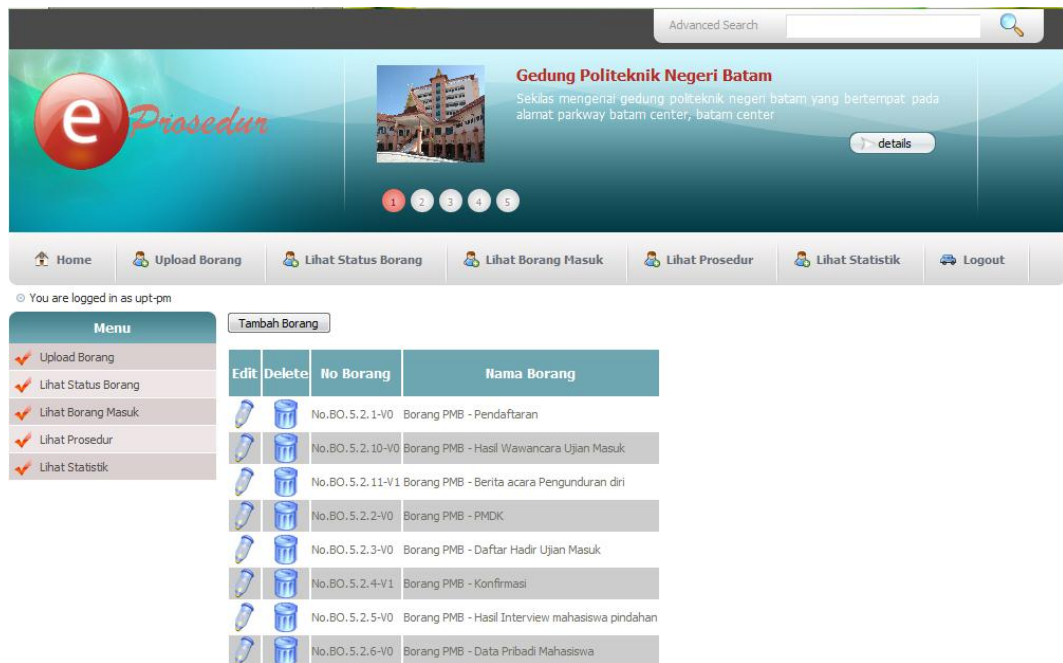 Advanced Search
e Prosedur
Gedung Politeknik Negeri Batam
Sekilas mengenai gedung politeknik negeri batam yang bertempat pada
alamat parkway batam center, batam center
details
1 2 3 4 5
Home Upload Borang Lihat Status Borang Lihat Borang Masuk Lihat Prosedur Lihat Statistik Logout
You are logged in as upt-pm
Menu
Upload Borang
Lihat Status Borang
Lihat Borang Masuk
Lihat Prosedur
Lihat Statistik
Tambah Borang
Edit Delete No Borang Nama Borang
No.BO.5.2.1-V0 Borang PMB - Pendaftaran
No.BO.5.2.10-V0 Borang PMB - Hasil Wawancara Ujian Masuk
No.BO.5.2.11-V1 Borang PMB - Berita acara Pengunduran diri
No.BO.5.2.2-V0 Borang PMB - PMDK
No.BO.5.2.3-V0 Borang PMB - Daftar Hadir Ujian Masuk
No.BO.5.2.4-V1 Borang PMB - Konfirmasi
No.BO.5.2.5-V0 Borang PMB - Hasil Interview mahasiswa pindahan
No.BO.5.2.6-V0 Borang PMB - Data Pribadi Mahasiswa